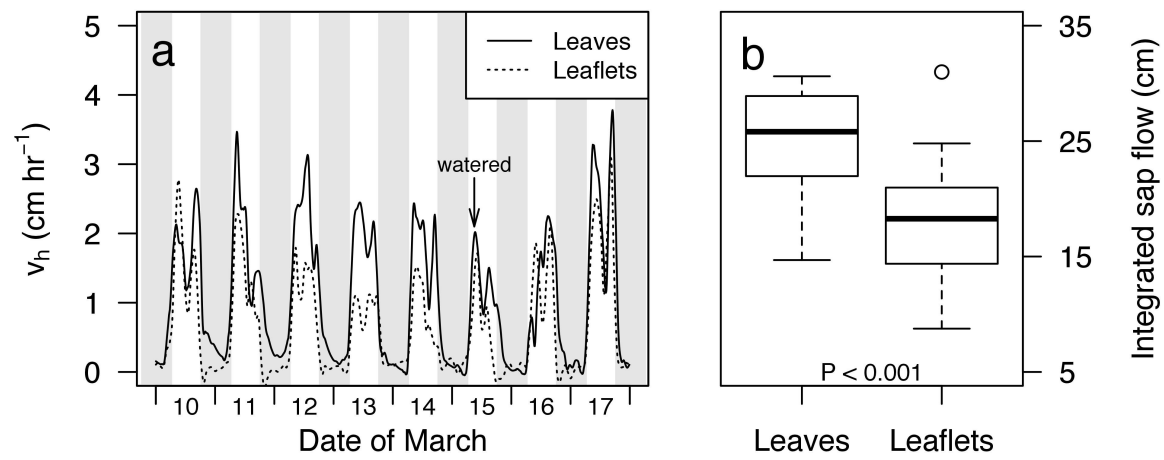 a
Leaves
Leaflets
watered
5
4
3
2
1
0
v_h (cm hr⁻¹)
10 11 12 13 14 15 16 17
Date of March
b
P < 0.001
35
25
15
5
Integrated sap flow (cm)
Leaves Leaflets